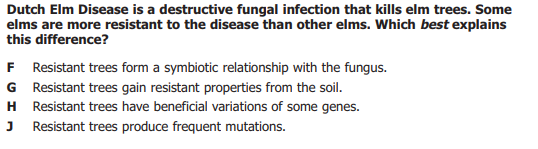 Dutch Elm Disease is a destructive fungal infection that kills elm trees. Some
elms are more resistant to the disease than other elms. Which best explains
this difference?
F Resistant trees form a symbiotic relationship with the fungus.
G Resistant trees gain resistant properties from the soil.
H Resistant trees have beneficial variations of some genes.
J Resistant trees produce frequent mutations.